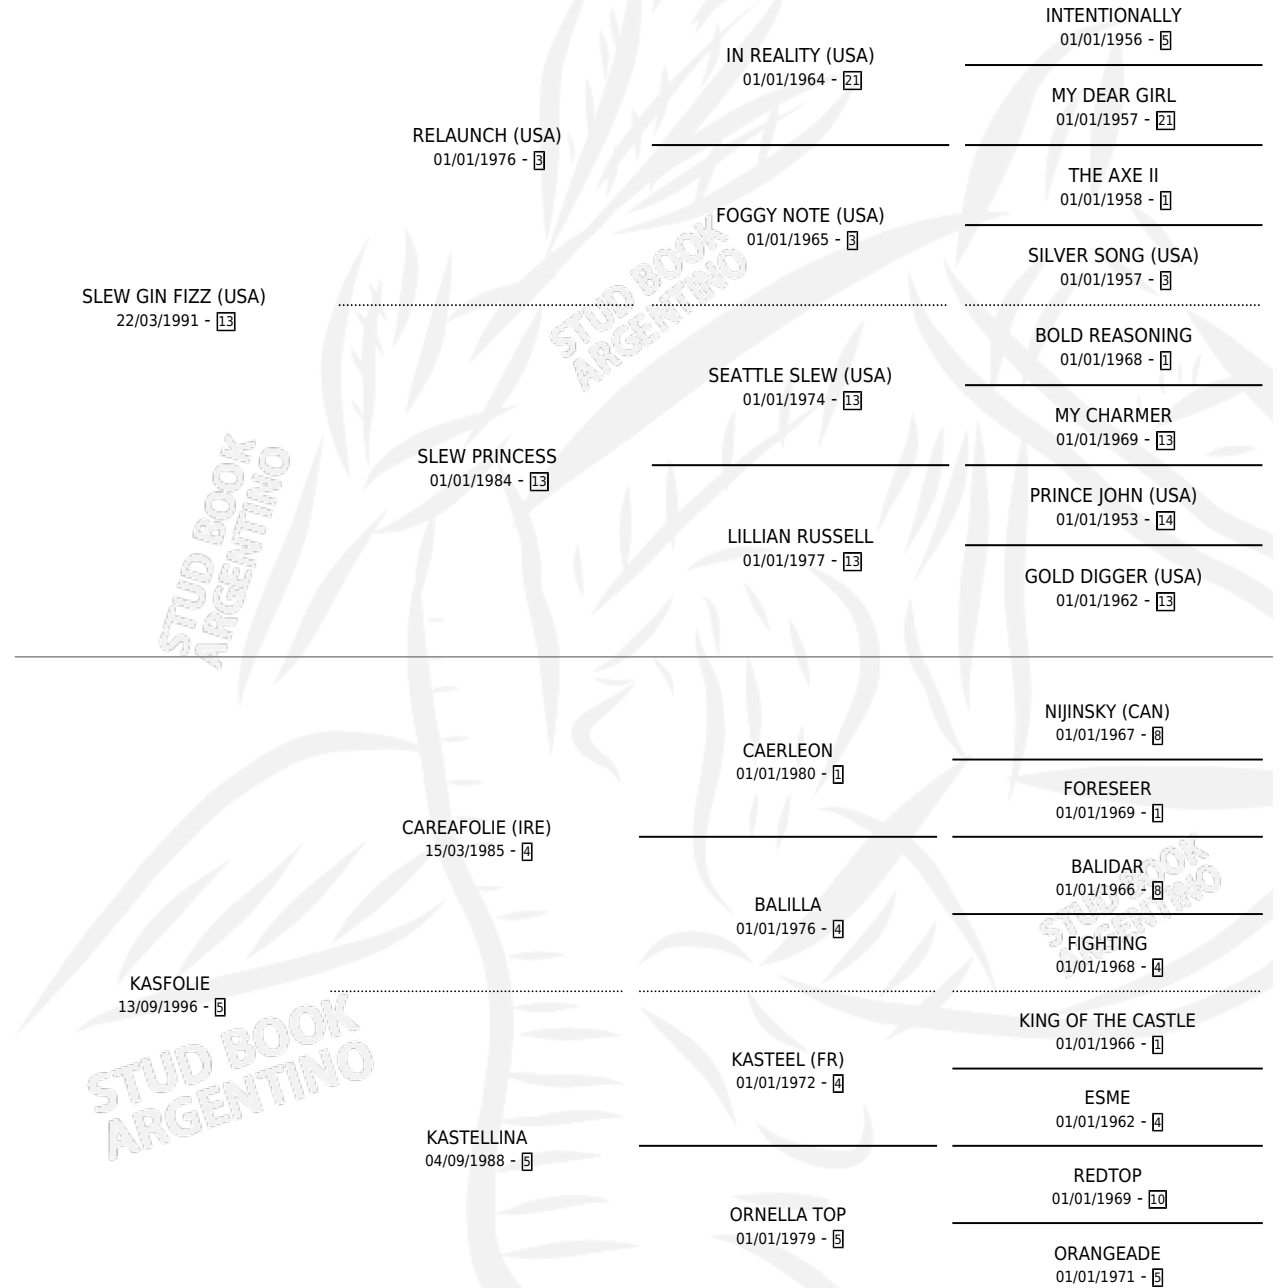 INTENTIONALLY
01/01/1956 - 5
IN REALITY (USA)
01/01/1964 - 21
MY DEAR GIRL
01/01/1957 - 21
RELAUNCH (USA)
01/01/1976 - 3
THE AXE II
01/01/1958 - 1
FOGGY NOTE (USA)
01/01/1965 - 3
SILVER SONG (USA)
01/01/1957 - 3
SLEW GIN FIZZ (USA)
22/03/1991 - 13
BOLD REASONING
01/01/1968 - 1
SEATTLE SLEW (USA)
01/01/1974 - 13
MY CHARMER
01/01/1969 - 13
SLEW PRINCESS
01/01/1984 - 13
PRINCE JOHN (USA)
01/01/1953 - 14
LILLIAN RUSSELL
01/01/1977 - 13
GOLD DIGGER (USA)
01/01/1962 - 13
NIJINSKY (CAN)
01/01/1967 - 8
CAERLEON
01/01/1980 - 1
FORESEER
01/01/1969 - 1
CAREAFOLIE (IRE)
15/03/1985 - 4
BALIDAR
01/01/1966 - 8
BALILLA
01/01/1976 - 4
FIGHTING
01/01/1968 - 4
KASFOLIE
13/09/1996 - 5
KING OF THE CASTLE
01/01/1966 - 1
KASTEEL (FR)
01/01/1972 - 4
ESME
01/01/1962 - 4
KASTELLINA
04/09/1988 - 5
REDTOP
01/01/1969 - 10
ORNELLA TOP
01/01/1979 - 5
ORANGEADE
01/01/1971 - 5
STUD BOOK
ARGENTINO
STUD BOOK
ARGENTINO
STUD BOOK
ARGENTINO
STUD BOOK
ARGENTINO